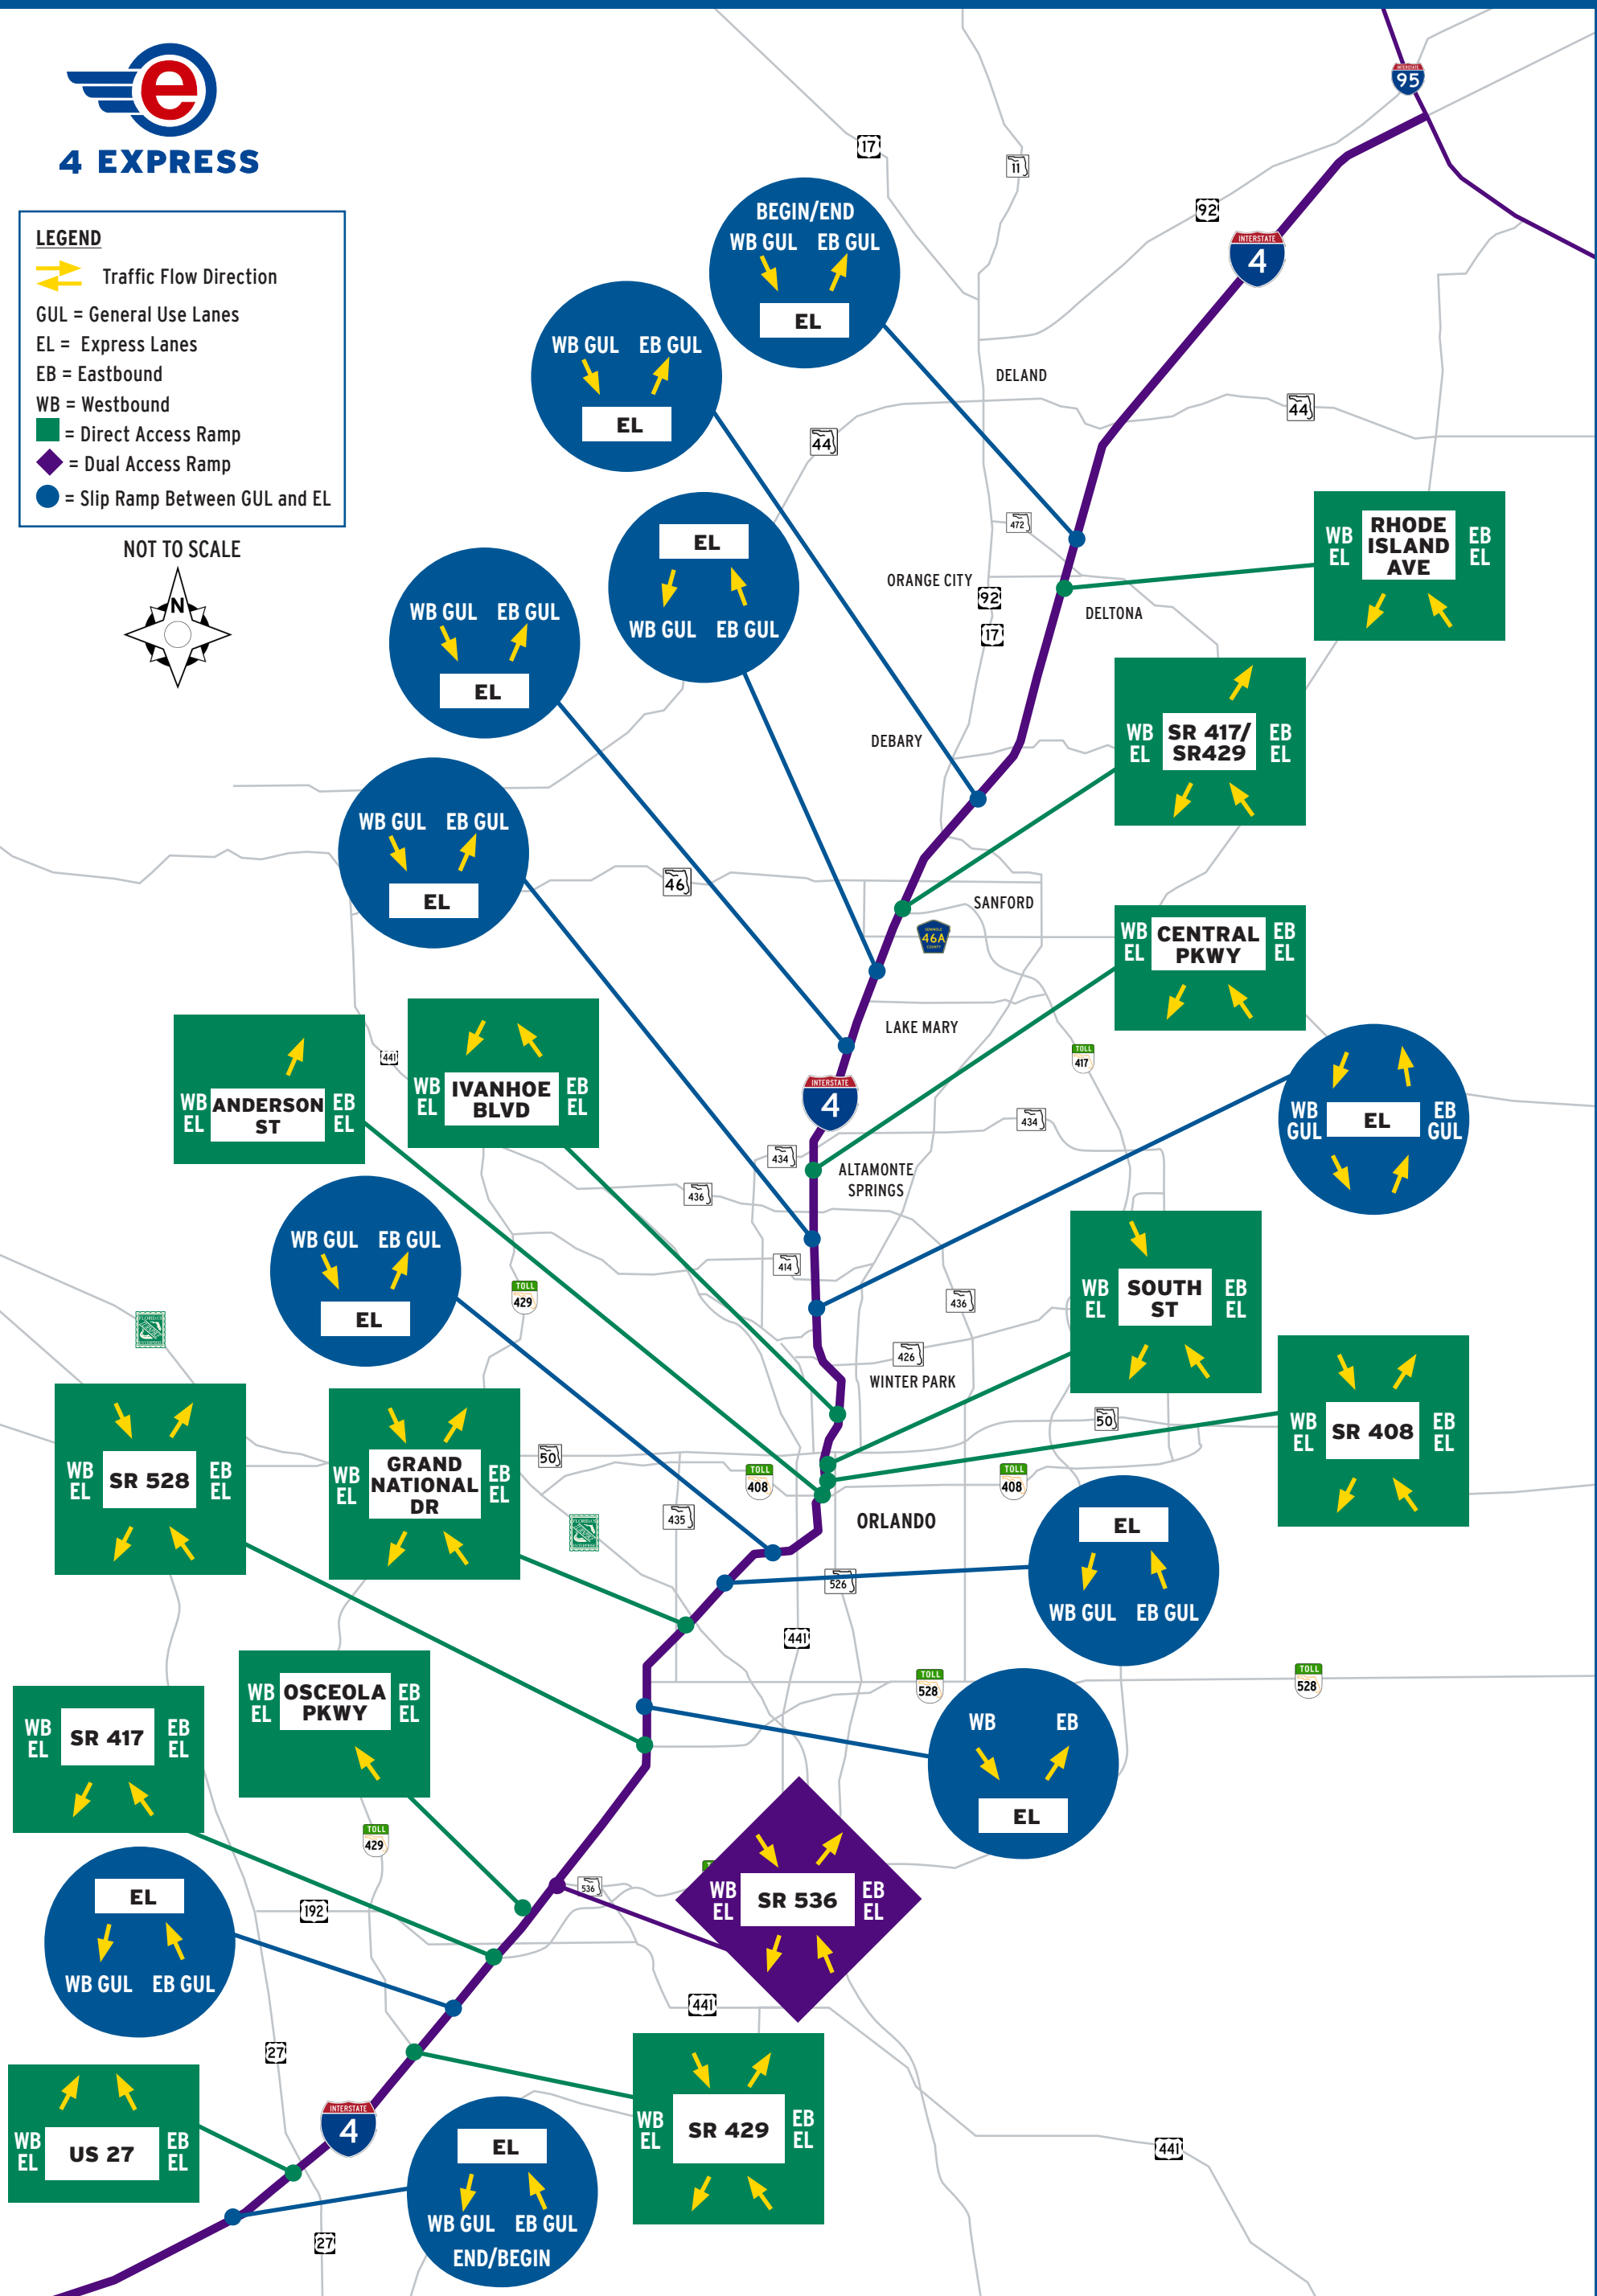 e
4 EXPRESS
LEGEND
Traffic Flow Direction
GUL = General Use Lanes
EL = Express Lanes
EB = Eastbound
WB = Westbound
= Direct Access Ramp
= Dual Access Ramp
= Slip Ramp Between GUL and EL
NOT TO SCALE
N
INTERSTATE
95
17
11
92
INTERSTATE
4
BEGIN/END
WB GUL EB GUL
EL
WB GUL EB GUL
EL
DELAND
44
44
EL
WB GUL EB GUL
472
ORANGE CITY
92
17
DELTONA
WB EL
RHODE
ISLAND
AVE
EB EL
WB GUL EB GUL
EL
WB EL
SR 417/
SR429
EB EL
DEBARY
WB GUL EB GUL
EL
46
SANFORD
46A
WB EL
CENTRAL
PKWY
EB EL
LAKE MARY
TOLL
417
441
WB EL
ANDERSON
ST
EB EL
WB EL
IVANHOE
BLVD
EB EL
INTERSTATE
4
WB GUL
EL
EB GUL
434
434
ALTAMONTE
SPRINGS
436
WB GUL EB GUL
EL
414
TOLL
429
436
426
WINTER PARK
WB EL
SOUTH
ST
EB EL
WB EL
SR 408
EB EL
50
50
WB EL
SR 528
EB EL
WB EL
GRAND
NATIONAL
DR
EB EL
TOLL
408
TOLL
408
435
ORLANDO
EL
WB GUL EB GUL
526
441
TOLL
528
TOLL
528
WB EL
SR 417
EB EL
WB EL
OSCEOLA
PKWY
EB EL
WB EB
EL
TOLL
429
WB EL
SR 536
EB EL
536
192
EL
WB GUL EB GUL
441
27
WB EL
US 27
EB EL
INTERSTATE
4
WB EL
SR 429
EB EL
441
EL
WB GUL EB GUL
END/BEGIN
27